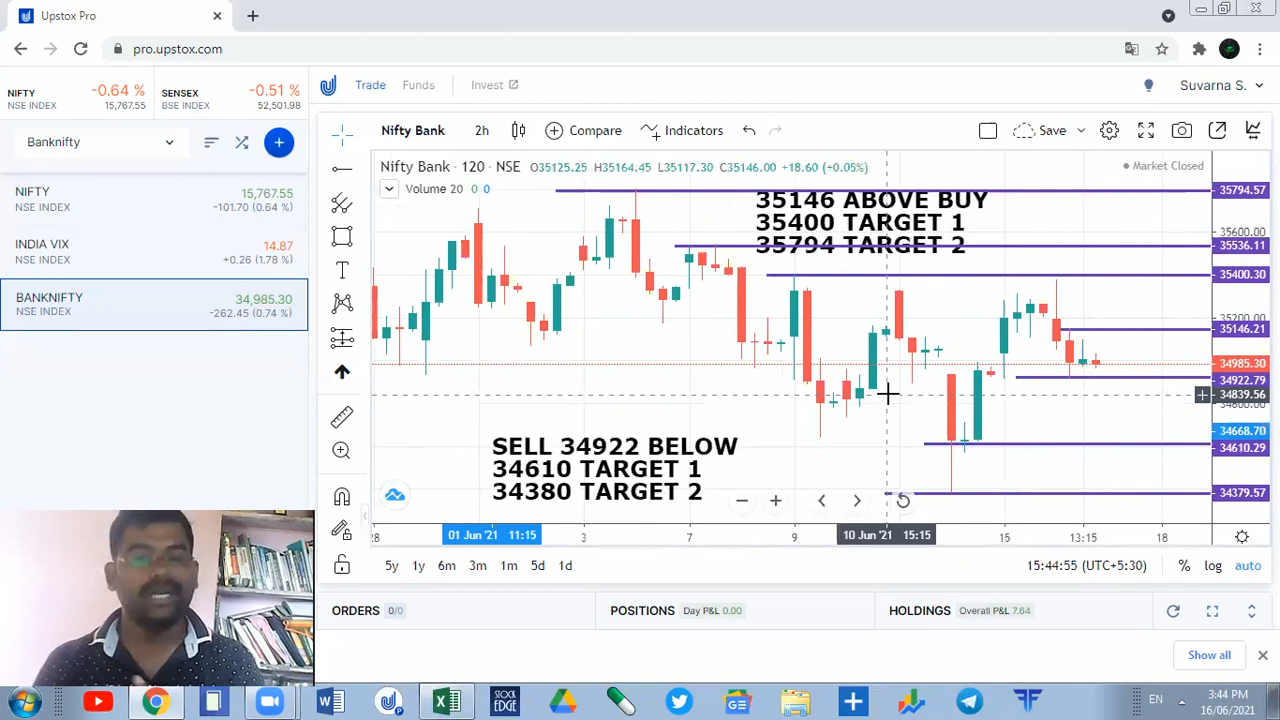 Upstox Pro
pro.upstox.com
NIFTY -0.64 %
NSE INDEX 15,767.55
SENSEX -0.51 %
BSE INDEX 52,501.98
Trade Funds Invest
Suvarna S.
Banknifty
NIFTY 15,767.55
NSE INDEX -101.70 (0.64 %)
INDIA VIX 14.87
NSE INDEX +0.26 (1.78 %)
BANKNIFTY 34,985.30
NSE INDEX -262.45 (0.74 %)
Nifty Bank 2h Compare Indicators Save
Nifty Bank · 120 · NSE O35125.25 H35164.45 L35117.30 C35146.00 +18.60 (+0.05%)
Market Closed
Volume 20 0 0
35146 ABOVE BUY
35400 TARGET 1
35794 TARGET 2
SELL 34922 BELOW
34610 TARGET 1
34380 TARGET 2
35794.57
35600.00
35536.11
35400.30
35200.00
35146.21
34985.30
34922.79
34839.56
34800.00
34668.70
34610.29
34379.57
28 01 Jun '21 11:15 3 7 9 10 Jun '21 15:15 15 13:15 18
5y 1y 6m 3m 1m 5d 1d
15:44:55 (UTC+5:30) % log auto
ORDERS 0/0
POSITIONS Day P&L 0.00
HOLDINGS Overall P&L 7.64
Show all
STOCK
EDGE
EN
3:44 PM
16/06/2021